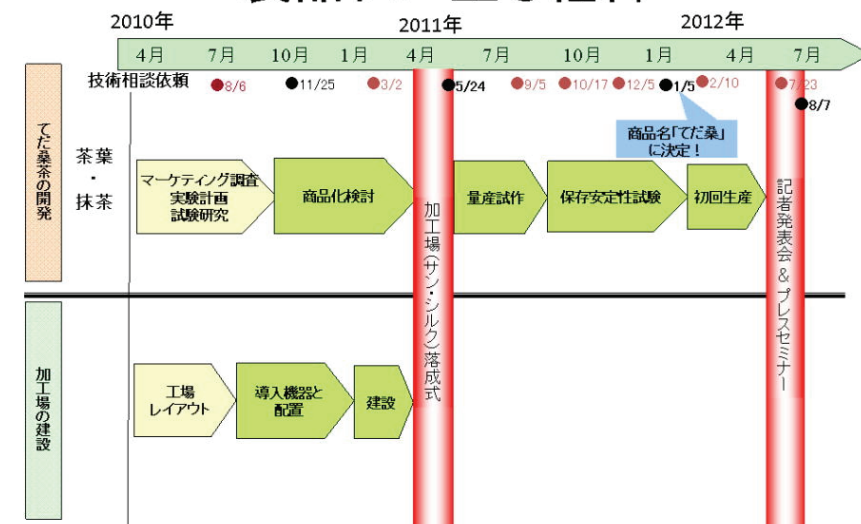 2010年
2011年
2012年
4月 7月 10月 1月 4月 7月 10月 1月 4月 7月
技術相談依頼
8/6 11/25 3/2 5/24 9/5 10/17 12/5 1/5 2/10 7/23
8/7
商品名「てだ桑」
に決定！
てだ桑茶の開発
茶葉
・
抹茶
マーケティング調査
実験計画
試験研究
商品化検討
量産試作
保存安定性試験
初回生産
加工場(サン・シルク)落成式
記者発表会 & プレスセミナー
加工場の建設
工場
レイアウト
導入機器と
配置
建設